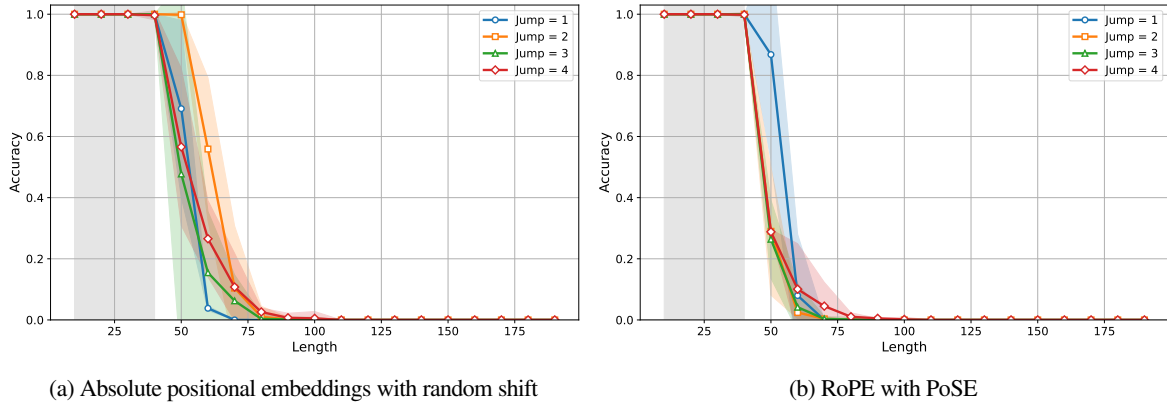 1.0
0.8
0.6
0.4
0.2
0.0
Accuracy
25 50 75 100 125 150 175
Length
Jump = 1
Jump = 2
Jump = 3
Jump = 4
(a) Absolute positional embeddings with random shift
1.0
0.8
0.6
0.4
0.2
0.0
Accuracy
25 50 75 100 125 150 175
Length
Jump = 1
Jump = 2
Jump = 3
Jump = 4
(b) RoPE with PoSE